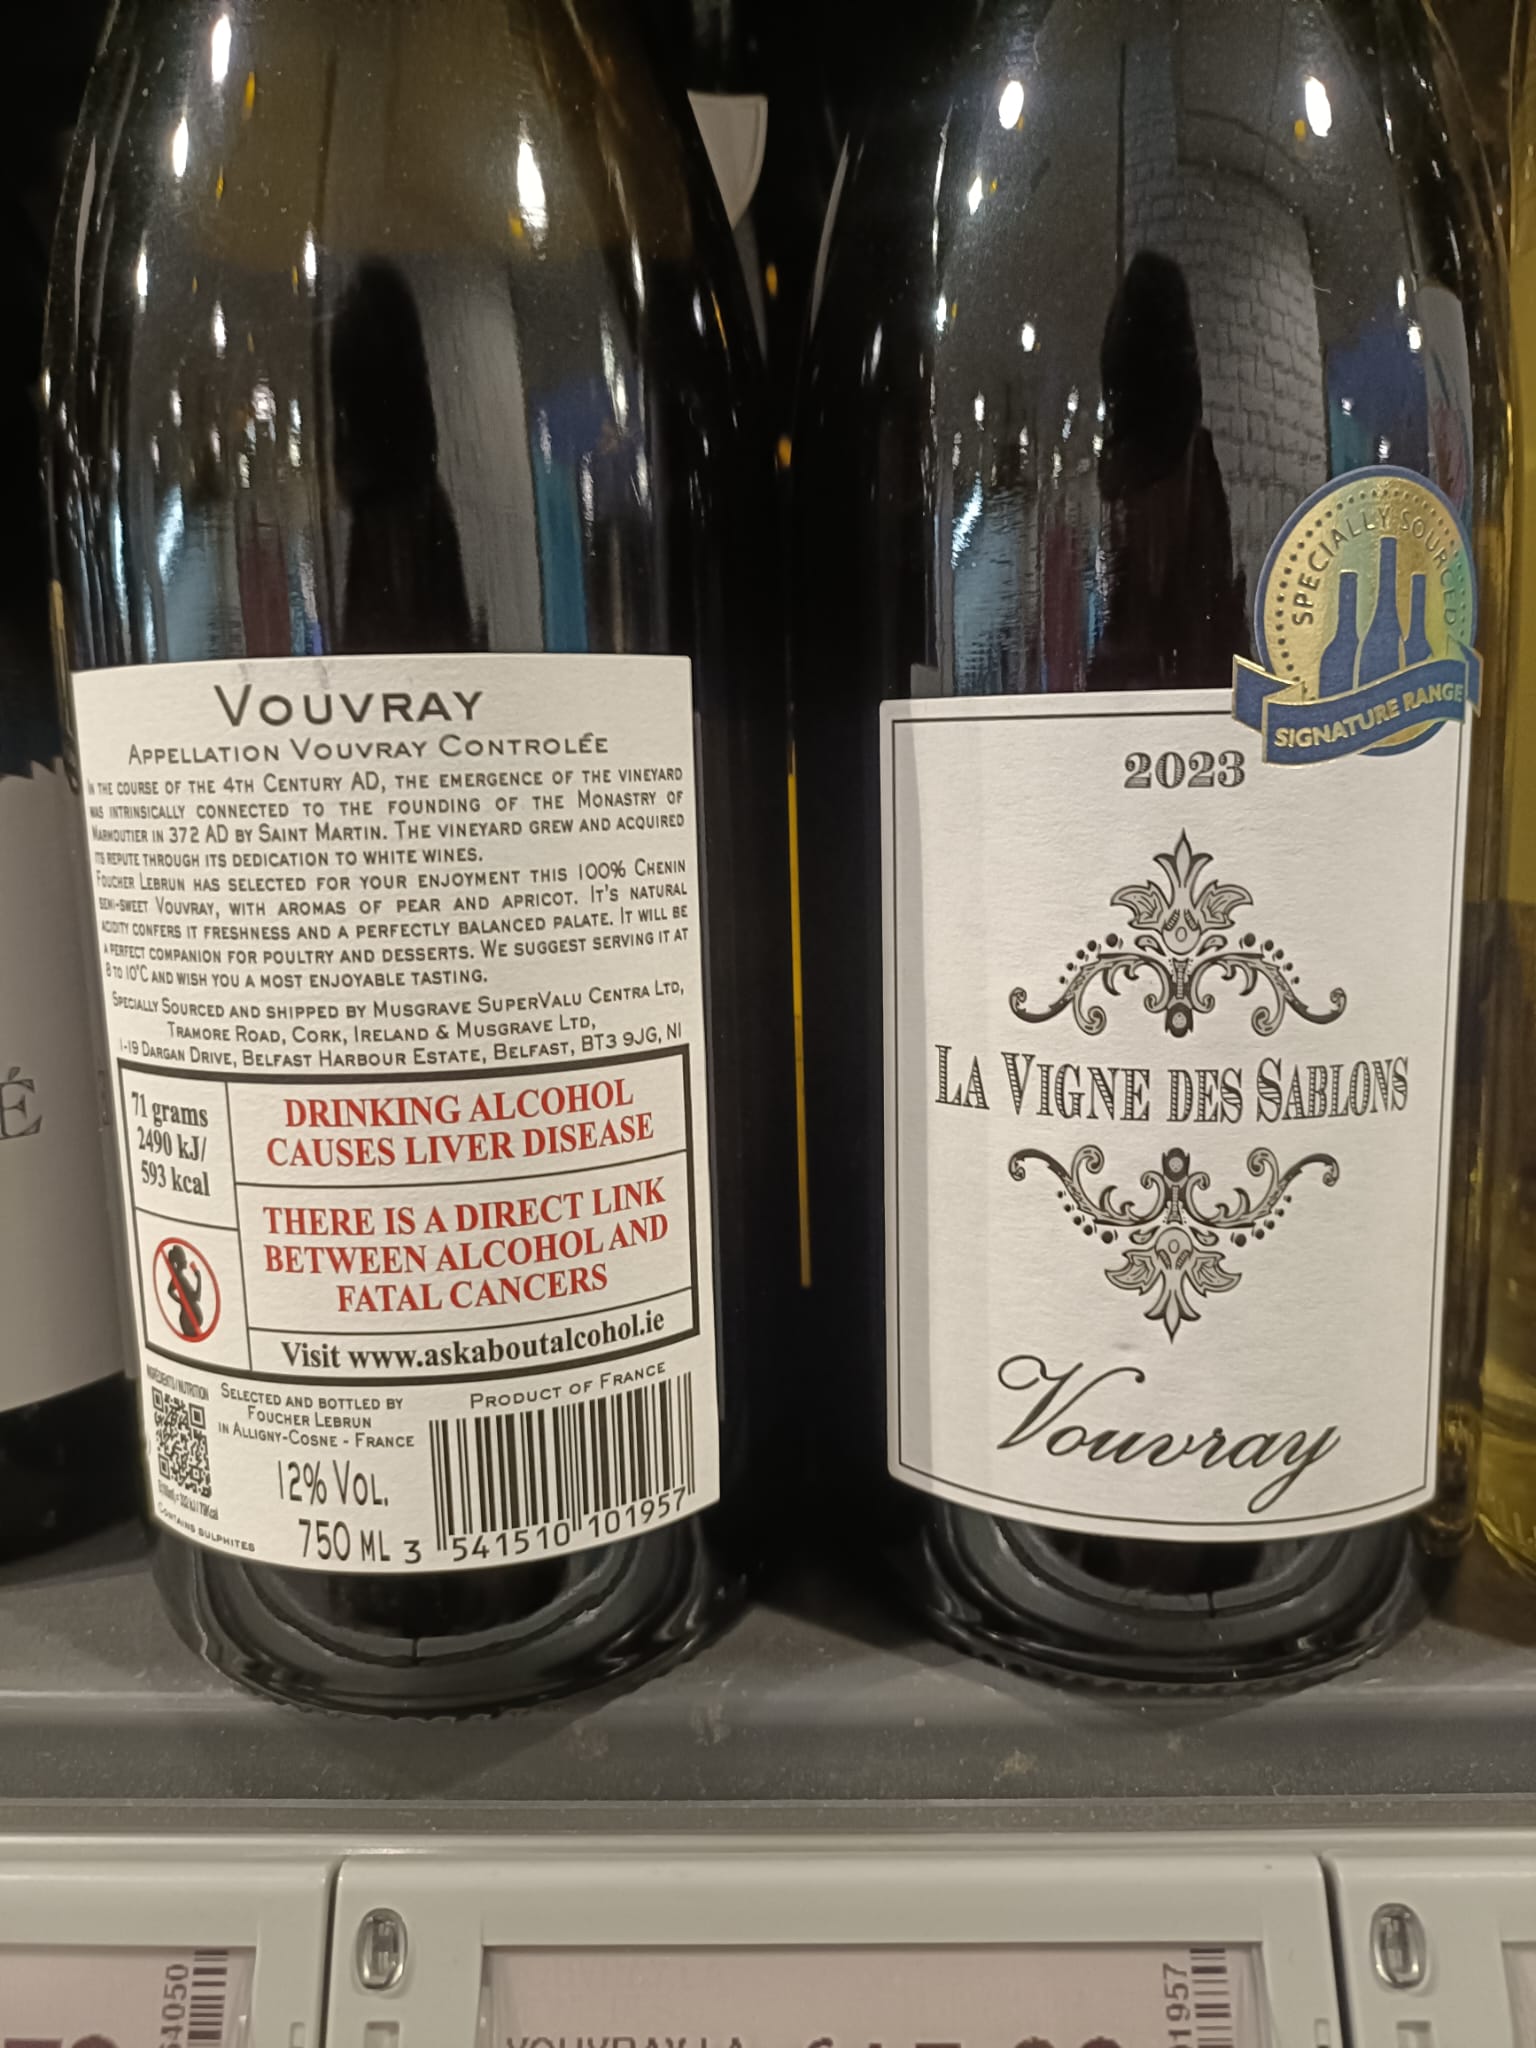 VOUVRAY
APPELLATION VOUVRAY CONTROLÉE
IN THE COURSE OF THE 4TH CENTURY AD, THE EMERGENCE OF THE VINEYARD
WAS INTRINSICALLY CONNECTED TO THE FOUNDING OF THE MONASTRY OF
MARMOUTIER IN 372 AD BY SAINT MARTIN. THE VINEYARD GREW AND ACQUIRED
ITS REPUTE THROUGH ITS DEDICATION TO WHITE WINES.
FOUCHER LEBRUN HAS SELECTED FOR YOUR ENJOYMENT THIS 100% CHENIN
SEMI-SWEET VOUVRAY, WITH AROMAS OF PEAR AND APRICOT. IT'S NATURAL
ACIDITY CONFERS IT FRESHNESS AND A PERFECTLY BALANCED PALATE. IT WILL BE
A PERFECT COMPANION FOR POULTRY AND DESSERTS. WE SUGGEST SERVING IT AT
8 TO 10°C AND WISH YOU A MOST ENJOYABLE TASTING.
SPECIALLY SOURCED AND SHIPPED BY MUSGRAVE SUPERVALU CENTRA LTD,
TRAMORE ROAD, CORK, IRELAND & MUSGRAVE LTD,
1-19 DARGAN DRIVE, BELFAST HARBOUR ESTATE, BELFAST, BT3 9JG, NI
71 grams
2490 kJ/
593 kcal
DRINKING ALCOHOL
CAUSES LIVER DISEASE
THERE IS A DIRECT LINK
BETWEEN ALCOHOL AND
FATAL CANCERS
Visit www.askaboutalcohol.ie
INGREDIENTS/NUTRITION
CONTAINS SULPHITES
SELECTED AND BOTTLED BY
FOUCHER LEBRUN
IN ALLIGNY-COSNE - FRANCE
12% VOL.
750 ML
PRODUCT OF FRANCE
3 541510 101957
SPECIALLY SOURCED
SIGNATURE RANGE
2023
LA VIGNE DES SABLONS
Vouvray
É
64050
VOUVRAY LA
01957